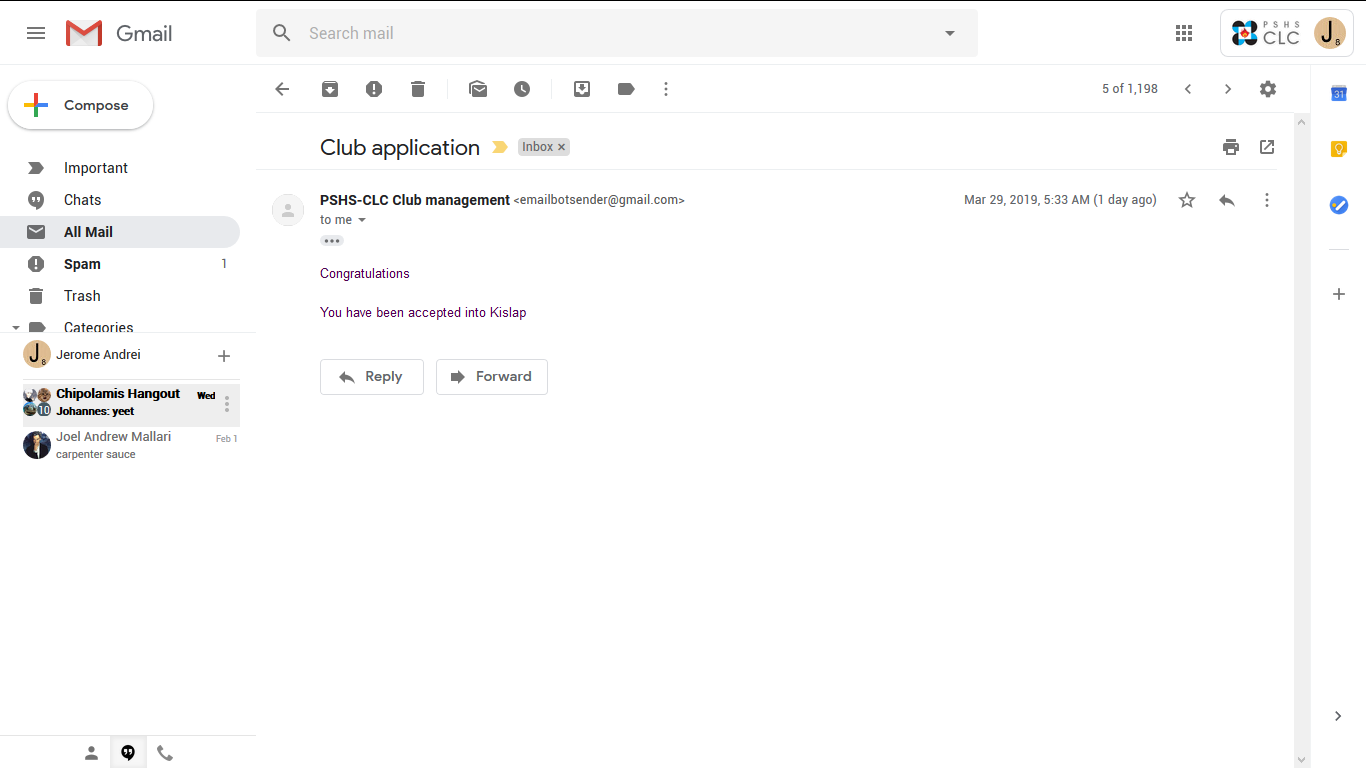 Gmail
Search mail
PSHS
CLC
J
8
Compose
5 of 1,198
31
Important
Chats
All Mail
Spam 1
Trash
Categories
Club application
Inbox ×
PSHS-CLC Club management <emailbotsender@gmail.com>
Mar 29, 2019, 5:33 AM (1 day ago)
to me
Congratulations
You have been accepted into Kislap
Reply
Forward
J
8
Jerome Andrei
Chipolamis Hangout Wed
10
Johannes: yeet
Joel Andrew Mallari Feb 1
carpenter sauce